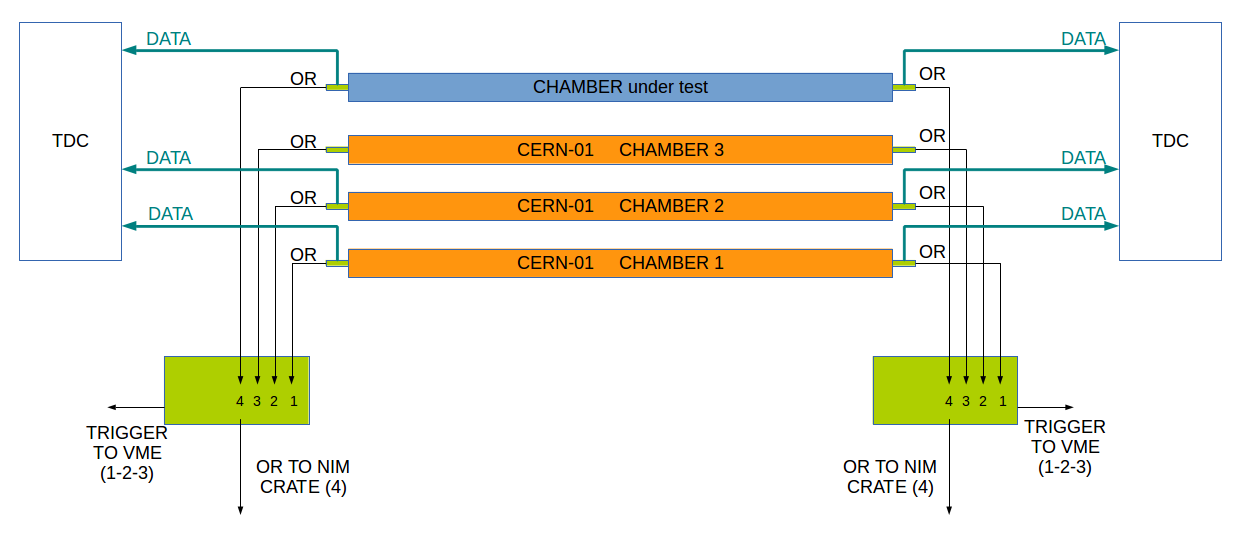 DATA
DATA
OR
CHAMBER under test
OR
TDC
TDC
OR
CERN-01 CHAMBER 3
OR
DATA
DATA
OR
CERN-01 CHAMBER 2
OR
DATA
DATA
OR
CERN-01 CHAMBER 1
OR
4 3 2 1
4 3 2 1
TRIGGER
TO VME
(1-2-3)
OR TO NIM
CRATE (4)
OR TO NIM
CRATE (4)
TRIGGER
TO VME
(1-2-3)